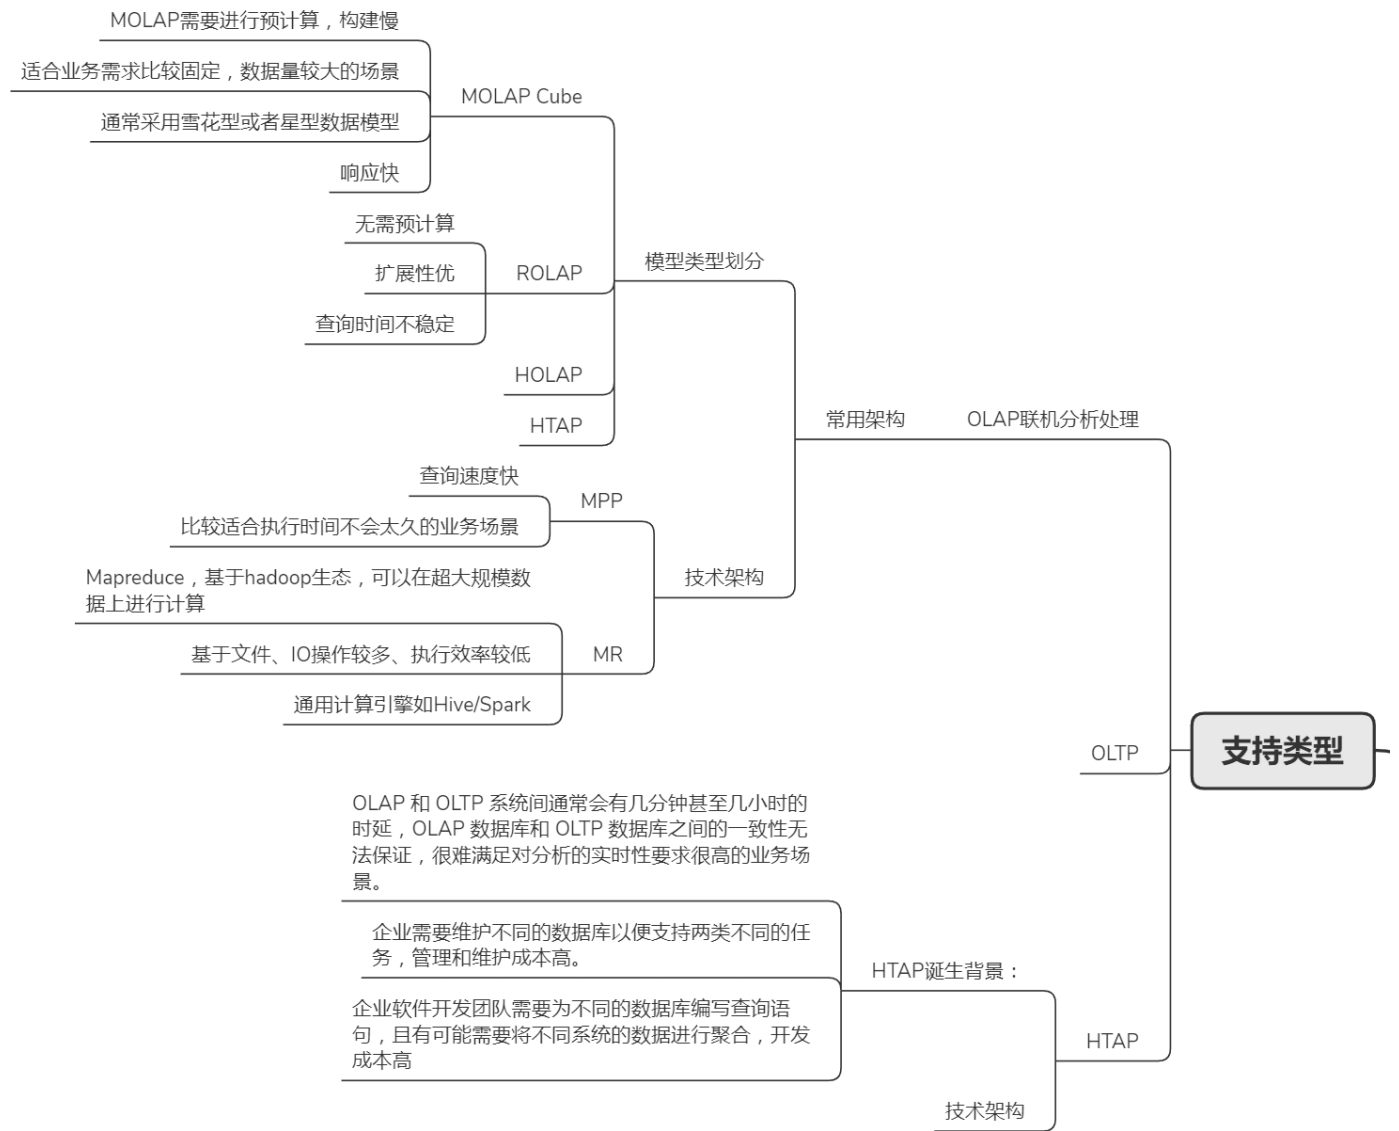 MOLAP需要进行预计算，构建慢
适合业务需求比较固定，数据量较大的场景
MOLAP Cube
通常采用雪花型或者星型数据模型
响应快
无需预计算
扩展性优
ROLAP
模型类型划分
查询时间不稳定
HOLAP
HTAP
常用架构
OLAP联机分析处理
查询速度快
MPP
比较适合执行时间不会太久的业务场景
技术架构
Mapreduce，基于hadoop生态，可以在超大规模数
据上进行计算
基于文件、IO操作较多、执行效率较低
MR
通用计算引擎如Hive/Spark
支持类型
OLTP
OLAP 和 OLTP 系统间通常会有几分钟甚至几小时的
时延，OLAP 数据库和 OLTP 数据库之间的一致性无
法保证，很难满足对分析的实时性要求很高的业务场
景。
企业需要维护不同的数据库以便支持两类不同的任
务，管理和维护成本高。
HTAP诞生背景：
企业软件开发团队需要为不同的数据库编写查询语
句，且有可能需要将不同系统的数据进行聚合，开发
成本高
HTAP
技术架构